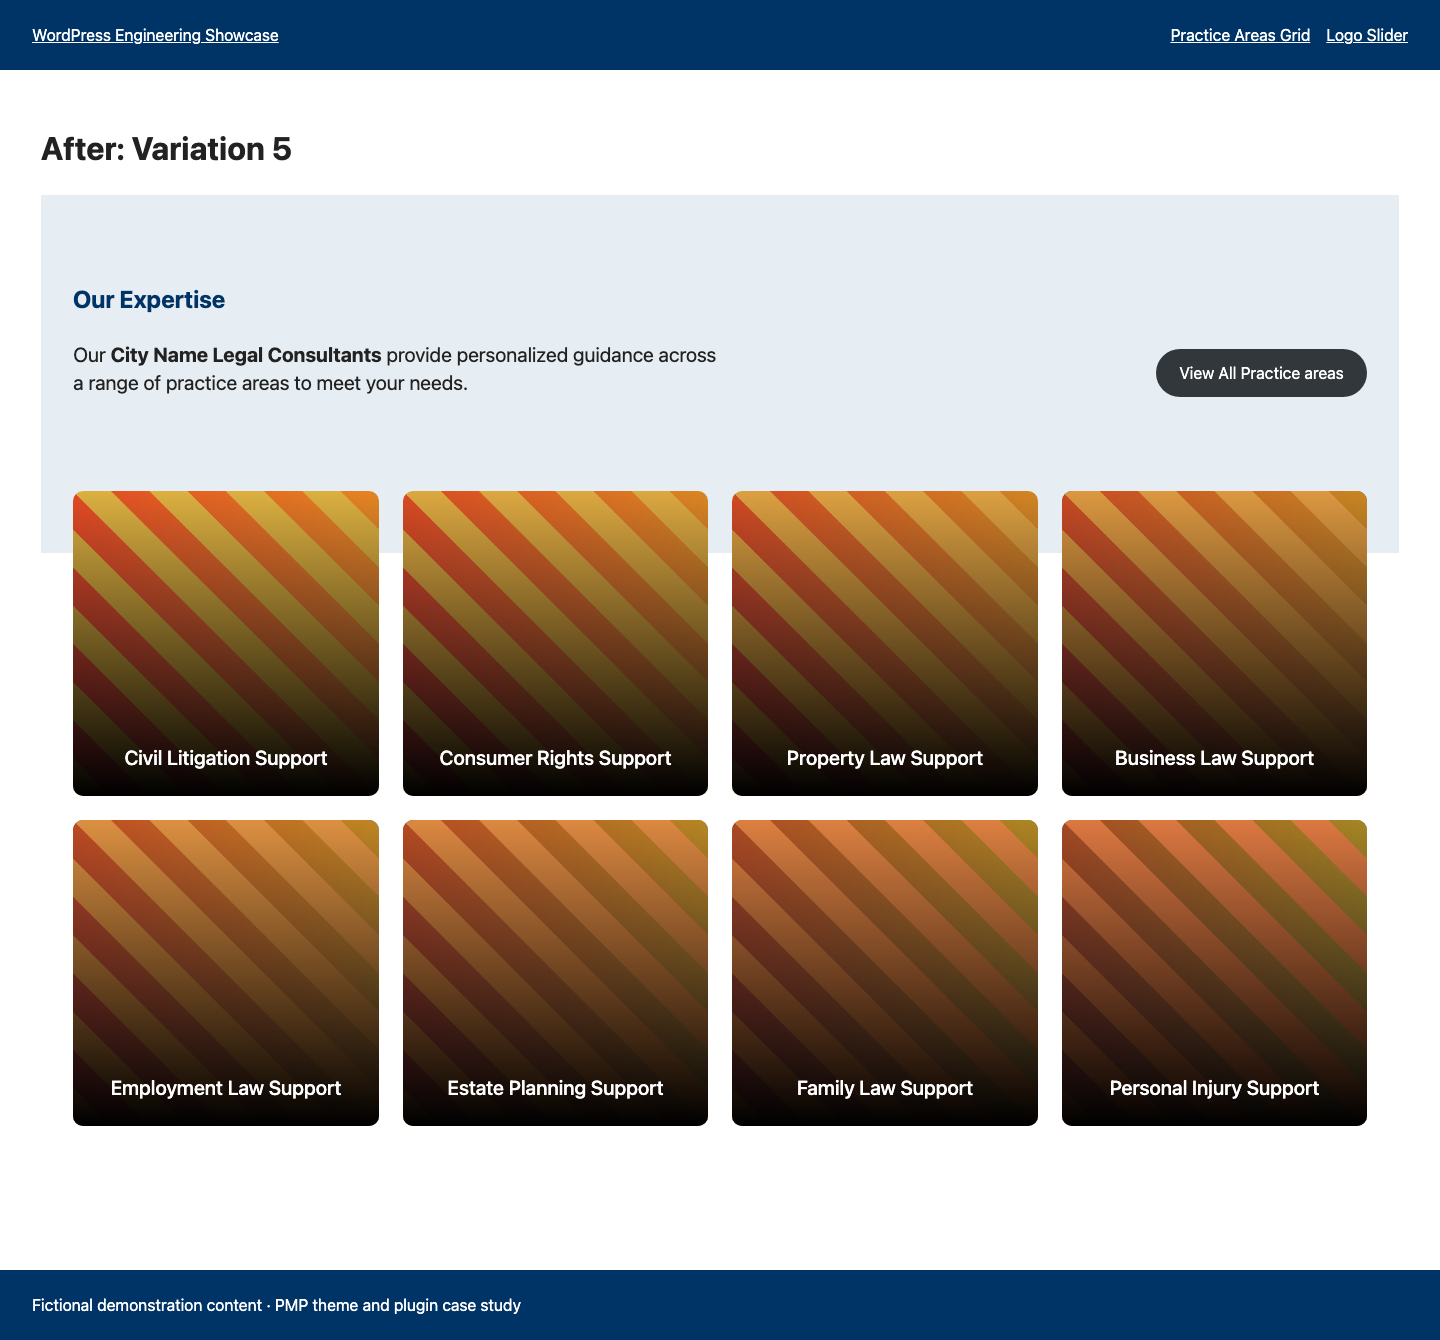 WordPress Engineering Showcase
Practice Areas Grid
Logo Slider
After: Variation 5
Our Expertise
Our City Name Legal Consultants provide personalized guidance across
a range of practice areas to meet your needs.
View All Practice areas
Civil Litigation Support
Consumer Rights Support
Property Law Support
Business Law Support
Employment Law Support
Estate Planning Support
Family Law Support
Personal Injury Support
Fictional demonstration content · PMP theme and plugin case study